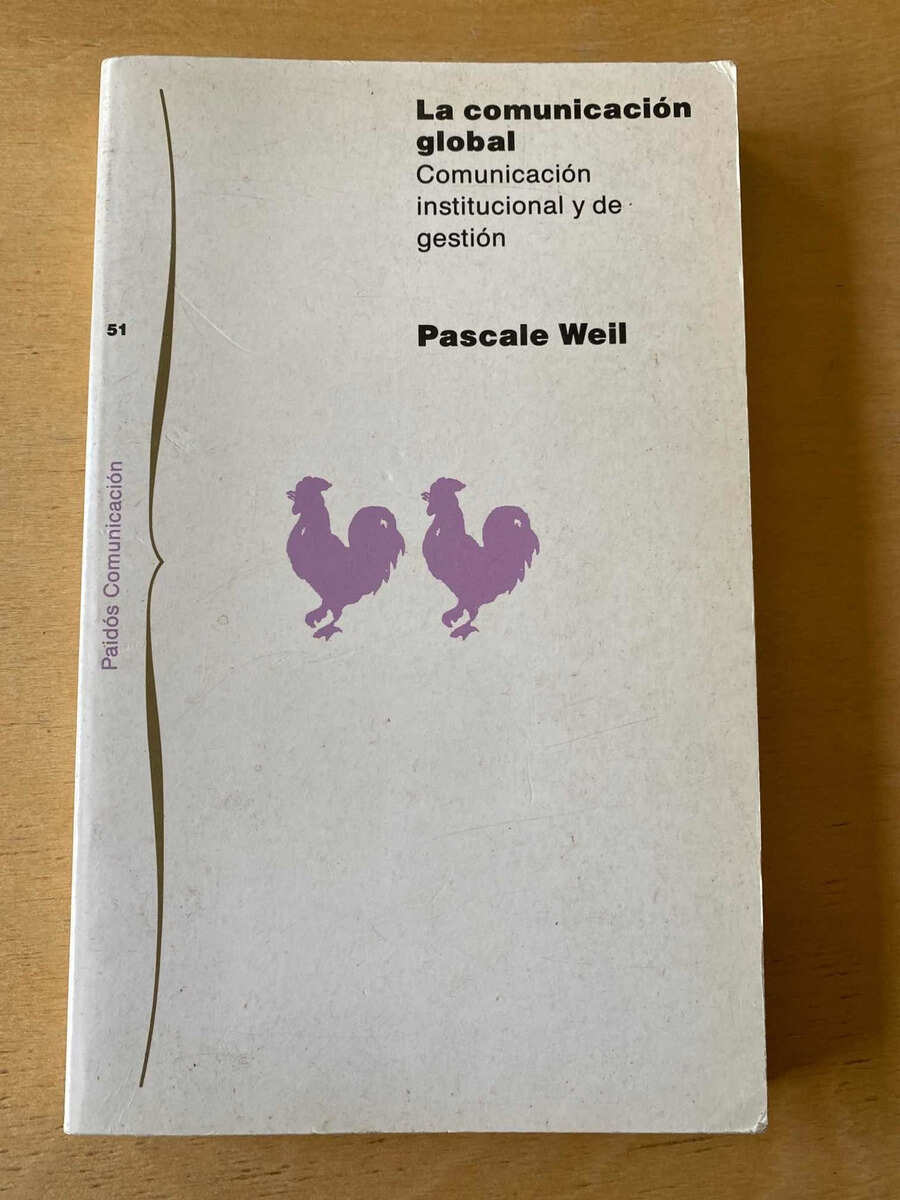 La comunicación
global
Comunicación
institucional y de
gestión
Pascale Weil
51
Paidós Comunicación